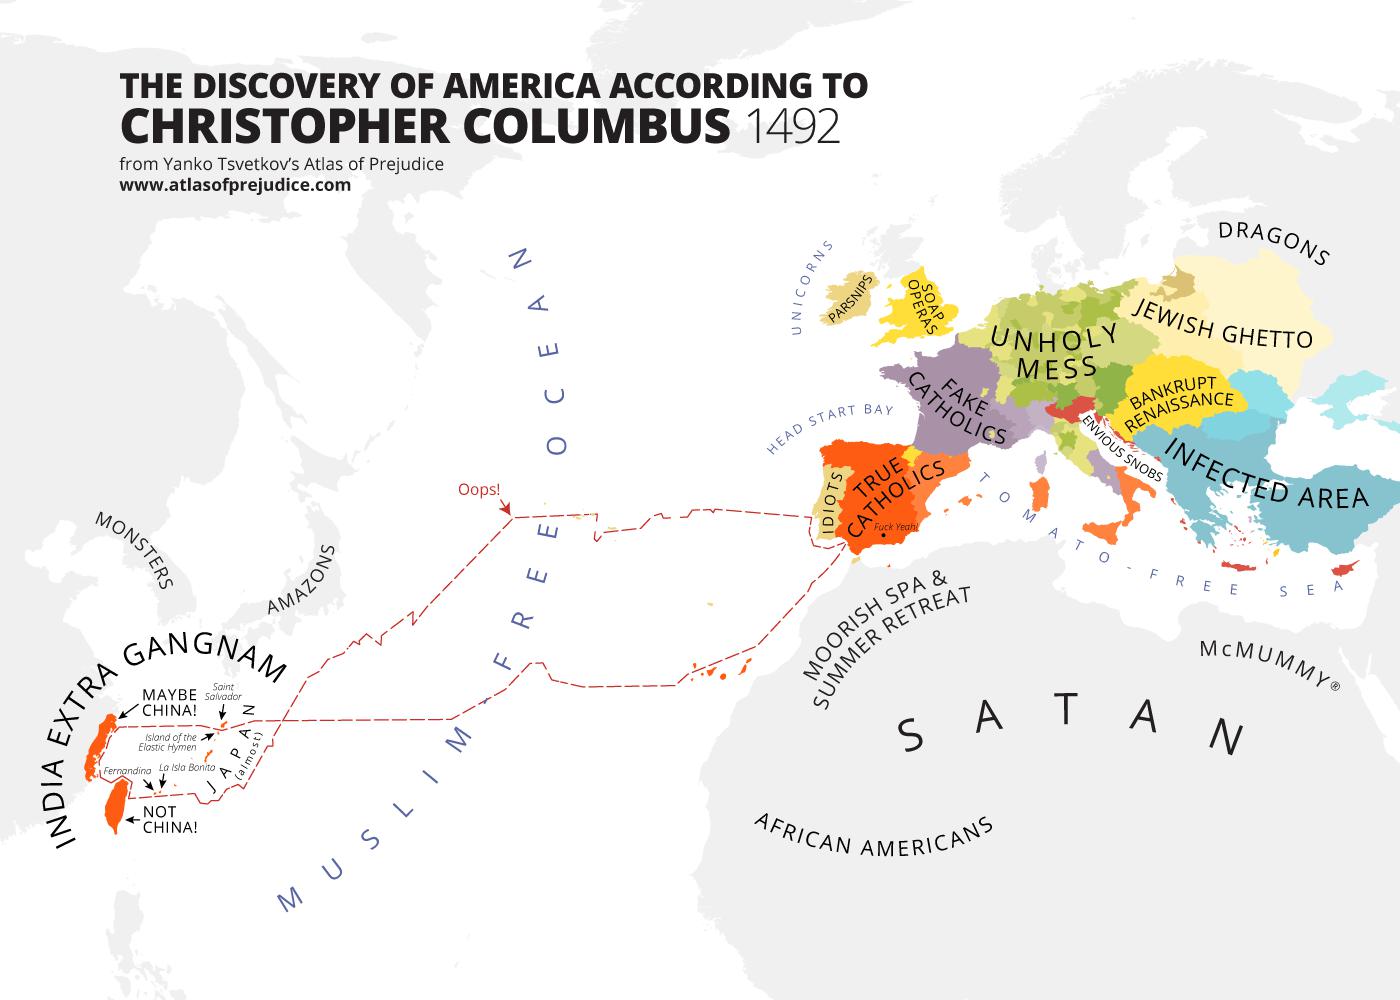 THE DISCOVERY OF AMERICA ACCORDING TO
CHRISTOPHER COLUMBUS 1492
from Yanko Tsvetkov’s Atlas of Prejudice
www.atlasofprejudice.com
DRAGONS
UNICORNS
PARSNIPS
SOAP
OPERAS
JEWISH GHETTO
UNHOLY
MESS
FAKE
CATHOLICS
BANKRUPT
RENAISSANCE
HEAD START BAY
ENVIOUS SNOBS
INFECTED AREA
IDIOTS
TRUE
CATHOLICS
Fuck Yeah!
TOMATO-FREE SEA
Oops!
MUSLIM-FREE OCEAN
MONSTERS
AMAZONS
MOORISH SPA &
SUMMER RETREAT
McMUMMY®
SATAN
AFRICAN AMERICANS
INDIA EXTRA GANGNAM
MAYBE
CHINA!
Saint
Salvador
Island of the
Elastic Hymen
JAPAN
(almost)
Fernandina
La Isla Bonita
NOT
CHINA!